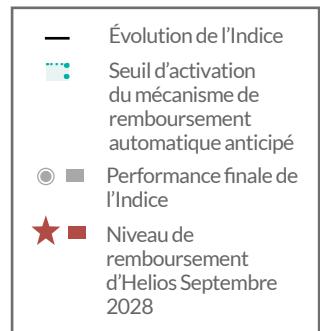 Évolution de l'Indice
Seuil d'activation
du mécanisme de
remboursement
automatique anticipé
Performance finale de
l'Indice
Niveau de
remboursement
d'Helios Septembre
2028